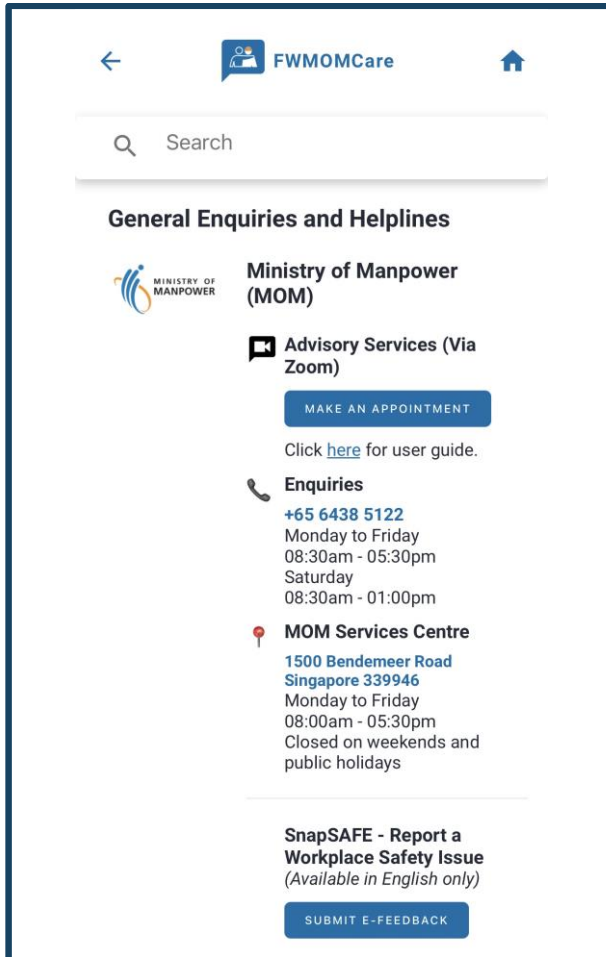 FWMOMCare
Search
General Enquiries and Helplines
MINISTRY OF
MANPOWER
Ministry of Manpower
(MOM)
Advisory Services (Via
Zoom)
MAKE AN APPOINTMENT
Click here for user guide.
Enquiries
+65 6438 5122
Monday to Friday
08:30am - 05:30pm
Saturday
08:30am - 01:00pm
MOM Services Centre
1500 Bendemeer Road
Singapore 339946
Monday to Friday
08:00am - 05:30pm
Closed on weekends and
public holidays
SnapSAFE - Report a
Workplace Safety Issue
(Available in English only)
SUBMIT E-FEEDBACK